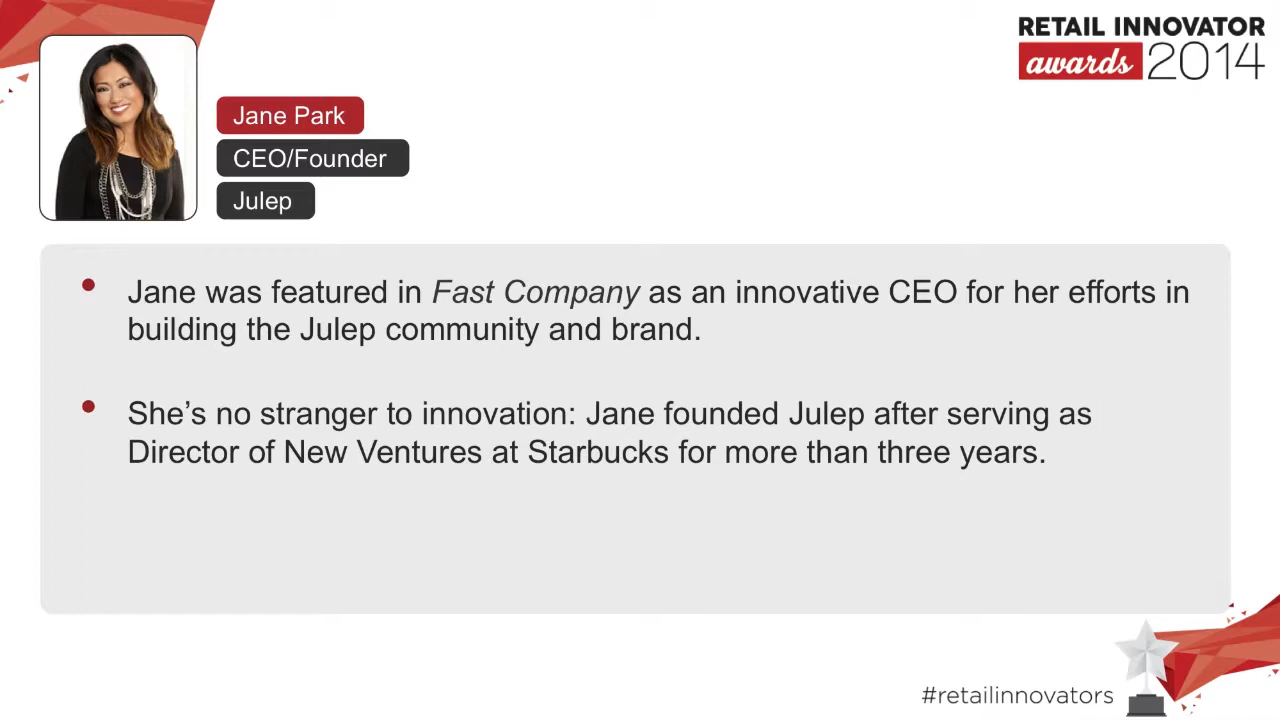 RETAIL INNOVATOR
awards 2014
Jane Park
CEO/Founder
Julep
• Jane was featured in Fast Company as an innovative CEO for her efforts in
building the Julep community and brand.
• She’s no stranger to innovation: Jane founded Julep after serving as
Director of New Ventures at Starbucks for more than three years.
#retailinnovators